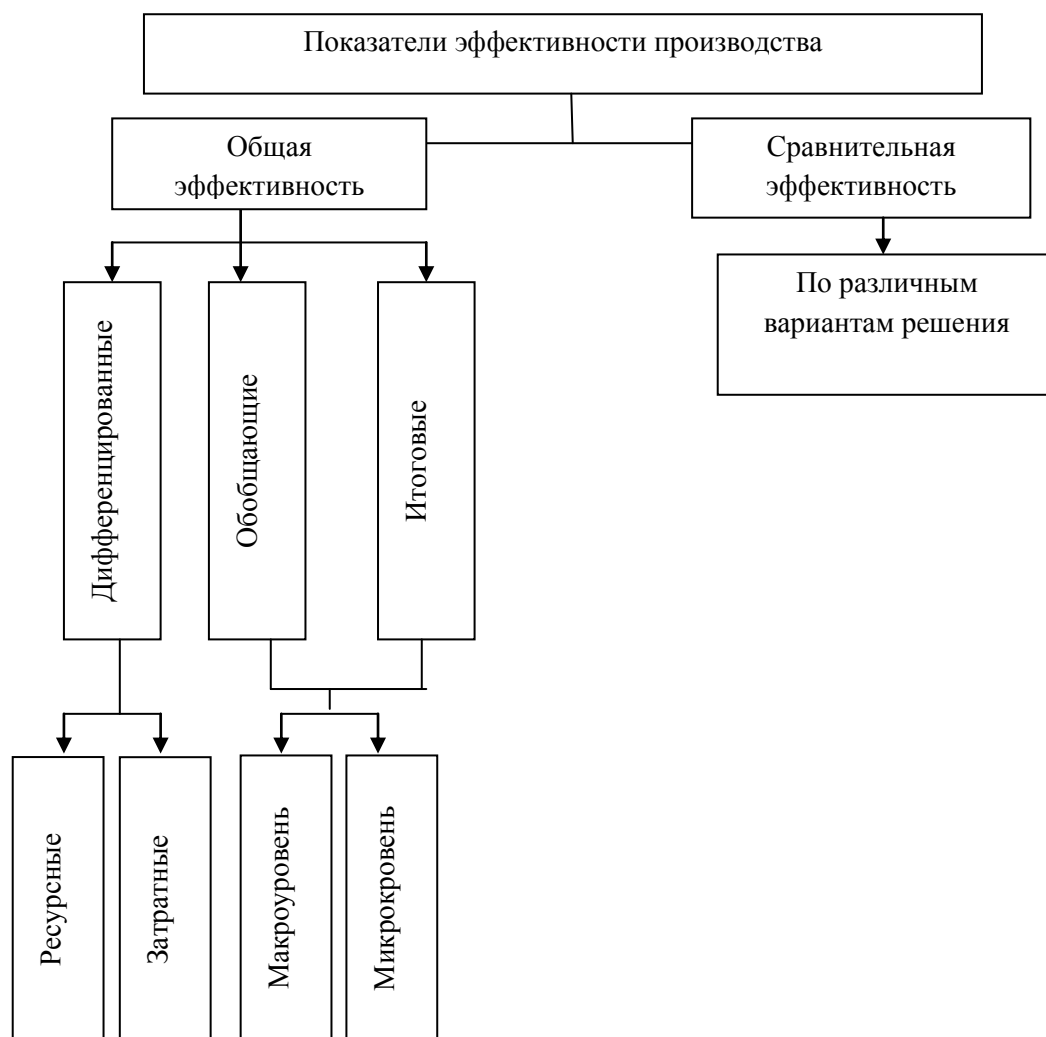 Показатели эффективности производства
Общая
эффективность
Сравнительная
эффективность
По различным
вариантам решения
Дифференцированные
Обобщающие
Итоговые
Ресурсные
Затратные
Макроуровень
Микрокровень